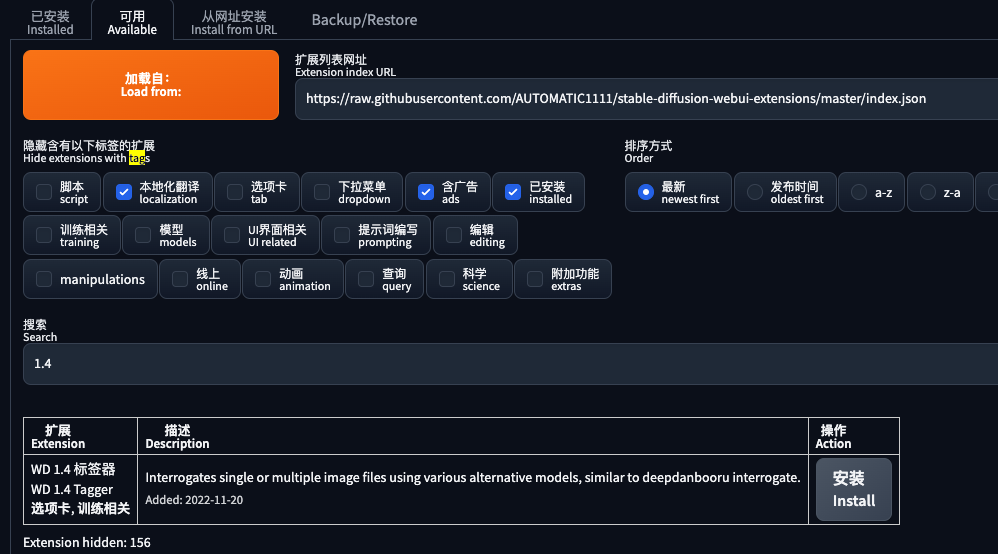 已安装
Installed
可用
Available
从网址安装
Install from URL
Backup/Restore
加载自：
Load from:
扩展列表网址
Extension index URL
https://raw.githubusercontent.com/AUTOMATIC1111/stable-diffusion-webui-extensions/master/index.json
隐藏含有以下标签的扩展
Hide extensions with tags
脚本
script
本地化翻译
localization
选项卡
tab
下拉菜单
dropdown
含广告
ads
已安装
installed
训练相关
training
模型
models
UI界面相关
UI related
提示词编写
prompting
编辑
editing
manipulations
线上
online
动画
animation
查询
query
科学
science
附加功能
extras
排序方式
Order
最新
newest first
发布时间
oldest first
a-z
z-a
搜索
Search
1.4
扩展
Extension
描述
Description
操作
Action
WD 1.4 标签器
WD 1.4 Tagger
选项卡, 训练相关
Interrogates single or multiple image files using various alternative models, similar to deepdanbooru interrogate.
Added: 2022-11-20
安装
Install
Extension hidden: 156